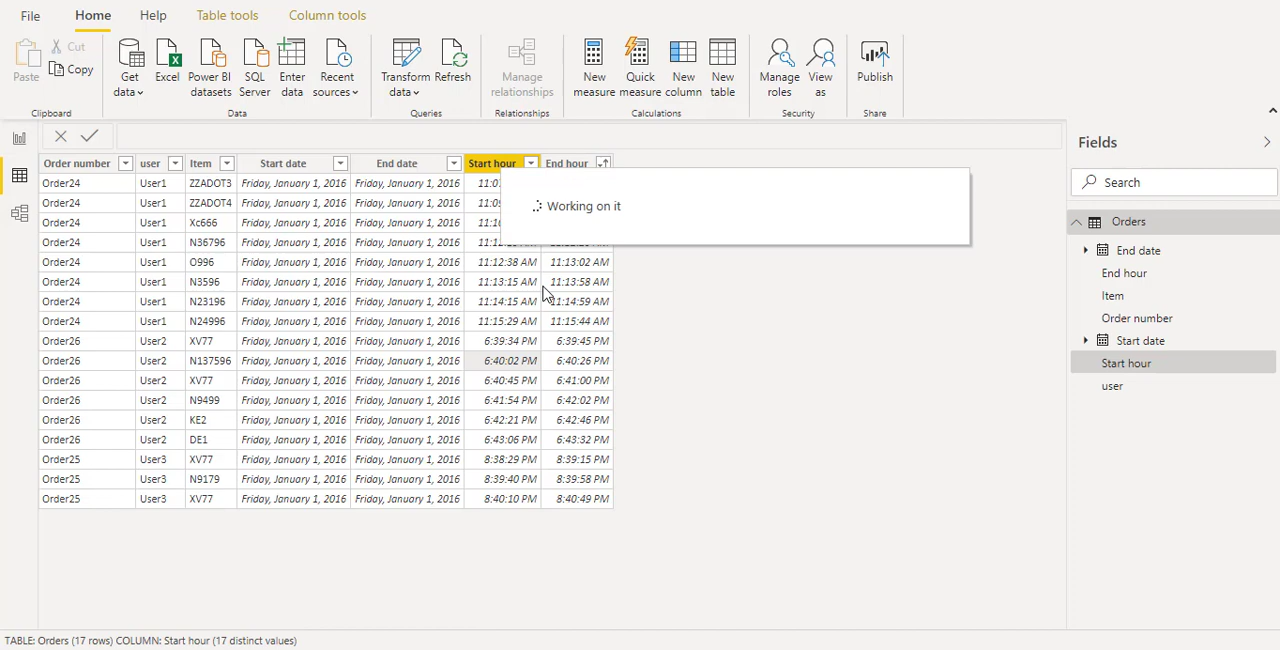 File Home Help Table tools Column tools
Paste Cut Copy Get data Excel Power BI datasets SQL Server Enter data Recent sources Transform data Refresh Manage relationships New measure Quick measure New column New table Manage roles View as Publish
Clipboard Data Queries Relationships Calculations Security Share
Order number user Item Start date End date Start hour End hour
Order24 User1 ZZADOT3 Friday, January 1, 2016 Friday, January 1, 2016
Order24 User1 ZZADOT4 Friday, January 1, 2016 Friday, January 1, 2016
Order24 User1 Xc666 Friday, January 1, 2016 Friday, January 1, 2016
Order24 User1 N36796 Friday, January 1, 2016 Friday, January 1, 2016
Order24 User1 O996 Friday, January 1, 2016 Friday, January 1, 2016 11:12:38 AM 11:13:02 AM
Order24 User1 N3596 Friday, January 1, 2016 Friday, January 1, 2016 11:13:15 AM 11:13:58 AM
Order24 User1 N23196 Friday, January 1, 2016 Friday, January 1, 2016 11:14:15 AM 11:14:59 AM
Order24 User1 N24996 Friday, January 1, 2016 Friday, January 1, 2016 11:15:29 AM 11:15:44 AM
Order26 User2 XV77 Friday, January 1, 2016 Friday, January 1, 2016 6:39:34 PM 6:39:45 PM
Order26 User2 N137596 Friday, January 1, 2016 Friday, January 1, 2016 6:40:02 PM 6:40:26 PM
Order26 User2 XV77 Friday, January 1, 2016 Friday, January 1, 2016 6:40:45 PM 6:41:00 PM
Order26 User2 N9499 Friday, January 1, 2016 Friday, January 1, 2016 6:41:54 PM 6:42:02 PM
Order26 User2 KE2 Friday, January 1, 2016 Friday, January 1, 2016 6:42:21 PM 6:42:46 PM
Order26 User2 DE1 Friday, January 1, 2016 Friday, January 1, 2016 6:43:06 PM 6:43:32 PM
Order25 User3 XV77 Friday, January 1, 2016 Friday, January 1, 2016 8:38:29 PM 8:39:15 PM
Order25 User3 N9179 Friday, January 1, 2016 Friday, January 1, 2016 8:39:40 PM 8:39:58 PM
Order25 User3 XV77 Friday, January 1, 2016 Friday, January 1, 2016 8:40:10 PM 8:40:49 PM
Working on it
Fields
Search
Orders
End date
End hour
Item
Order number
Start date
Start hour
user
TABLE: Orders (17 rows) COLUMN: Start hour (17 distinct values)